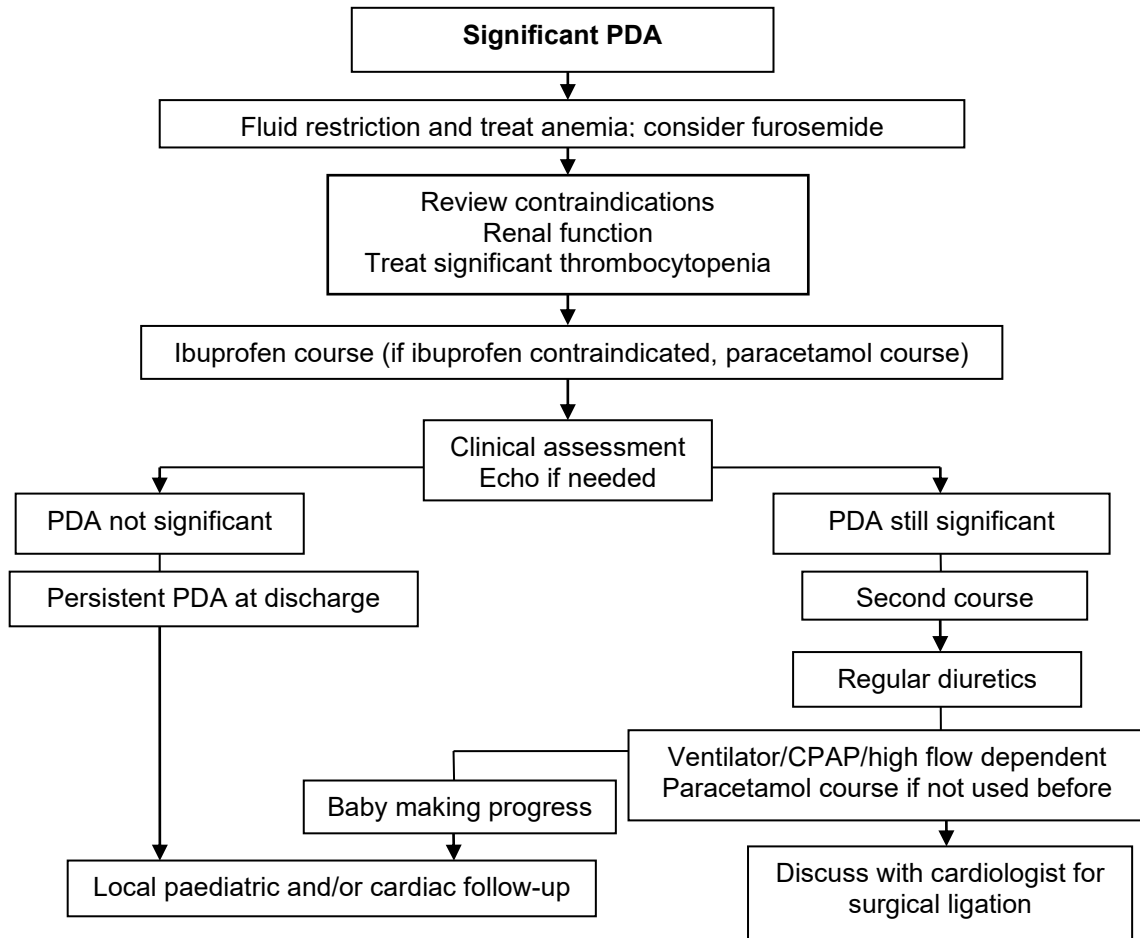 Significant PDA
Fluid restriction and treat anemia; consider furosemide
Review contraindications
Renal function
Treat significant thrombocytopenia
Ibuprofen course (if ibuprofen contraindicated, paracetamol course)
Clinical assessment
Echo if needed
PDA not significant
PDA still significant
Persistent PDA at discharge
Second course
Regular diuretics
Ventilator/CPAP/high flow dependent
Paracetamol course if not used before
Baby making progress
Local paediatric and/or cardiac follow-up
Discuss with cardiologist for
surgical ligation